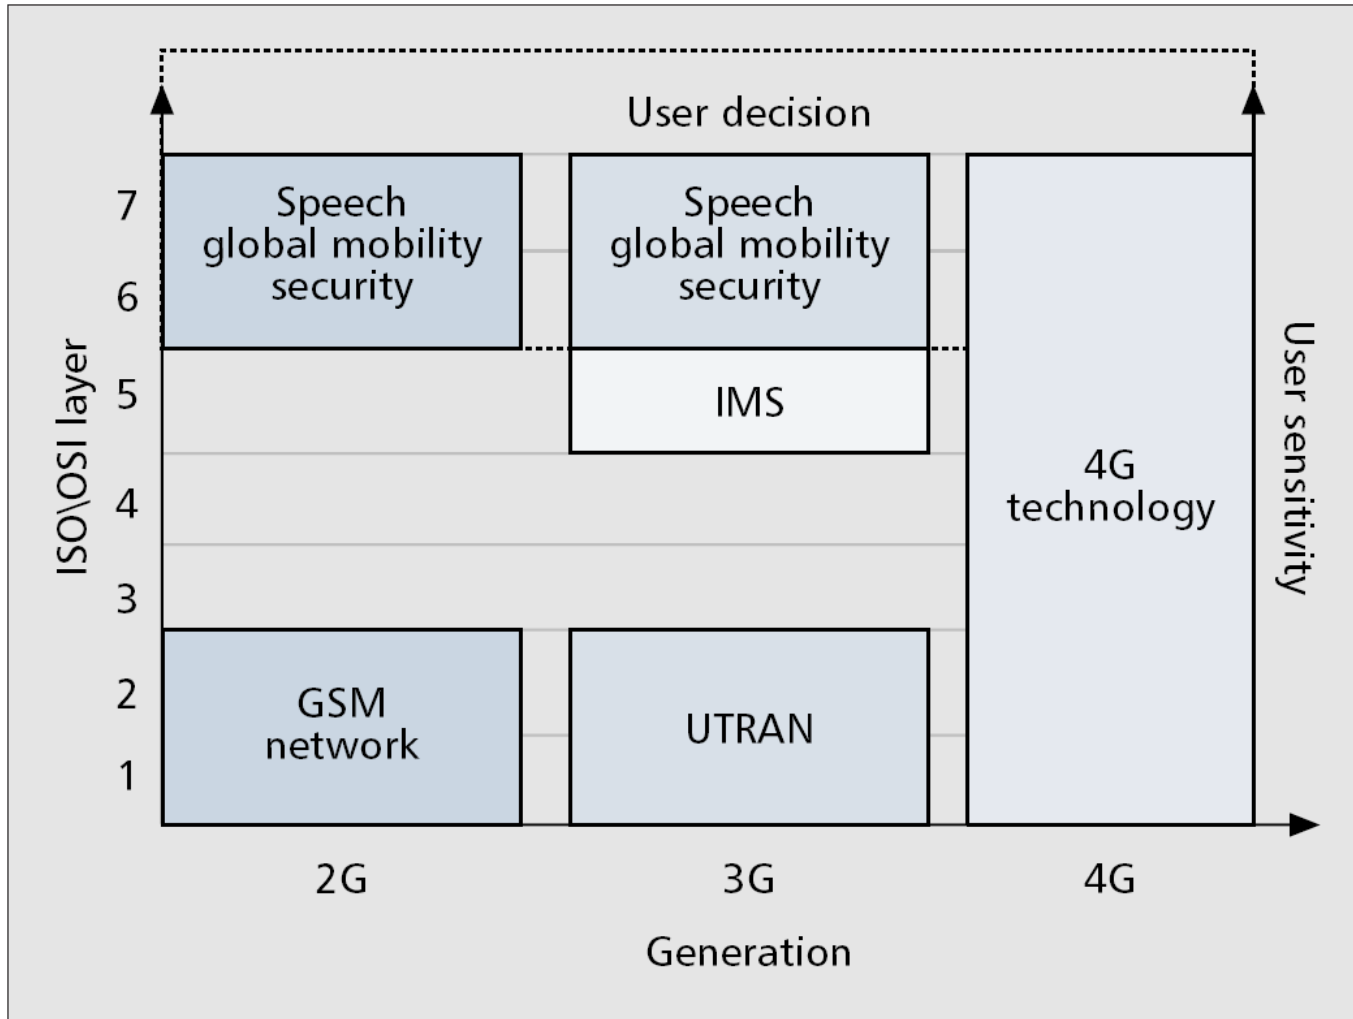 User decision
7
Speech
global mobility
security
Speech
global mobility
security
6
5
IMS
4
4G
technology
3
2
GSM
network
UTRAN
1
ISO\OSI layer
User sensitivity
2G
3G
4G
Generation